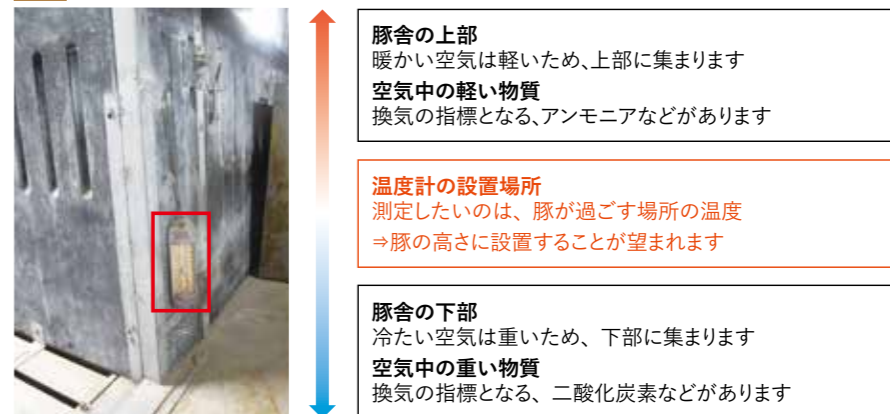 豚舎の上部
暖かい空気は軽いため、上部に集まります
空気中の軽い物質
換気の指標となる、アンモニアなどがあります
温度計の設置場所
測定したいのは、豚が過ごす場所の温度
⇒豚の高さに設置することが望まれます
豚舎の下部
冷たい空気は重いため、下部に集まります
空気中の重い物質
換気の指標となる、二酸化炭素などがあります